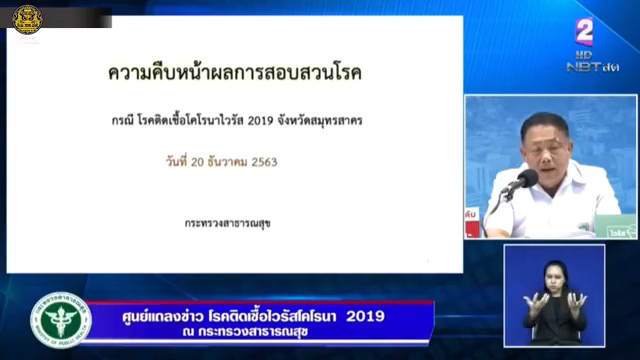 2
HD
NBT สด
ความคืบหน้าผลการสอบสวนโรค
กรณี โรคติดเชื้อโคโรนาไวรัส 2019 จังหวัดสมุทรสาคร
วันที่ 20 ธันวาคม 2563
กระทรวงสาธารณสุข
ศูนย์แถลงข่าว โรคติดเชื้อไวรัสโคโรนา 2019
ณ กระทรวงสาธารณสุข